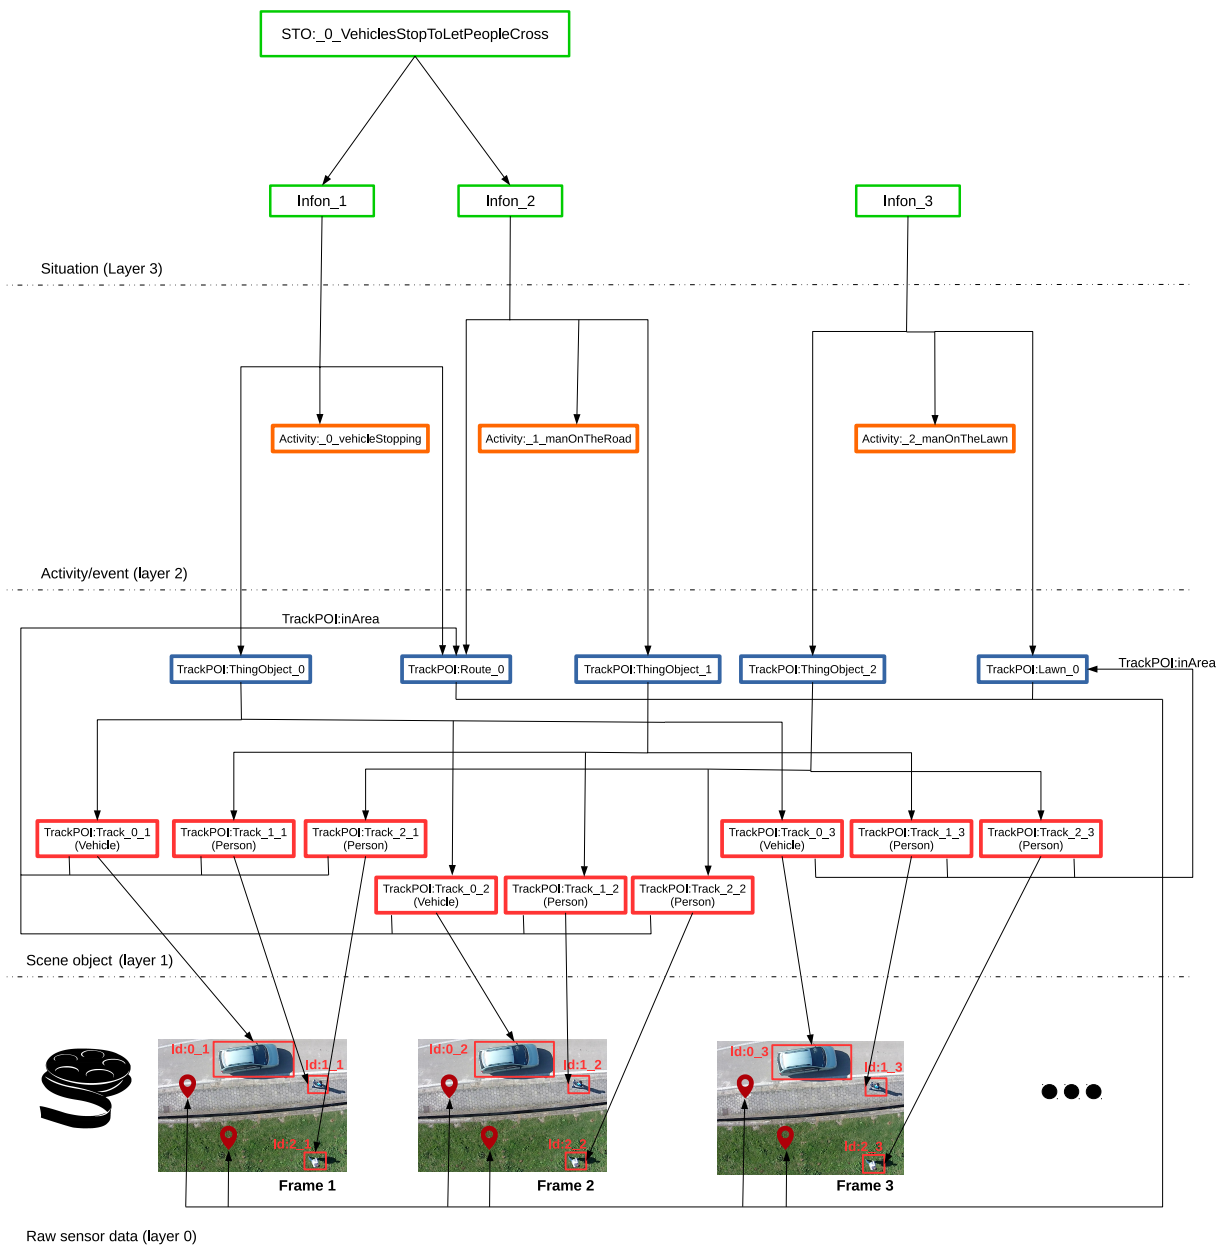 STO:_0_VehiclesStopToLetPeopleCross
Infon_1
Infon_2
Infon_3
Situation (Layer 3)
Activity:_0_vehicleStopping
Activity:_1_manOnTheRoad
Activity:_2_manOnTheLawn
Activity/event (layer 2)
TrackPOI:inArea
TrackPOI:ThingObject_0
TrackPOI:Route_0
TrackPOI:ThingObject_1
TrackPOI:ThingObject_2
TrackPOI:Lawn_0
TrackPOI:inArea
TrackPOI:Track_0_1
(Vehicle)
TrackPOI:Track_1_1
(Person)
TrackPOI:Track_2_1
(Person)
TrackPOI:Track_0_3
(Vehicle)
TrackPOI:Track_1_3
(Person)
TrackPOI:Track_2_3
(Person)
TrackPOI:Track_0_2
(Vehicle)
TrackPOI:Track_1_2
(Person)
TrackPOI:Track_2_2
(Person)
Scene object (layer 1)
Id:0_1
Id:1_1
Id:0_2
Id:1_2
Id:2_2
Id:0_3
Id:1_3
Id:2_3
Frame 1
Frame 2
Frame 3
Raw sensor data (layer 0)